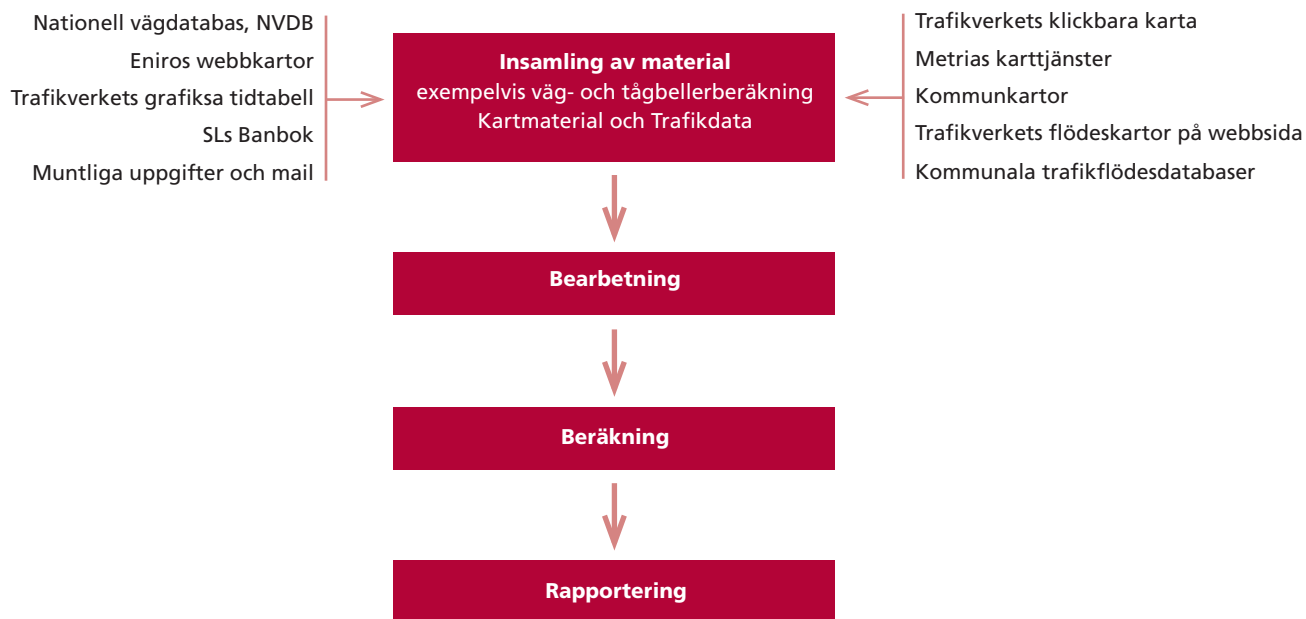 Nationell vägdatabas, NVDB
Eniros webbkartor
Trafikverkets grafiksa tidtabell
SLs Banbok
Muntliga uppgifter och mail
Insamling av material
exempelvis väg- och tågbellerberäkning
Kartmaterial och Trafikdata
Trafikverkets klickbara karta
Metrias karttjänster
Kommunkartor
Trafikverkets flödeskartor på webbsida
Kommunala trafikflödesdatabaser
Bearbetning
Beräkning
Rapportering